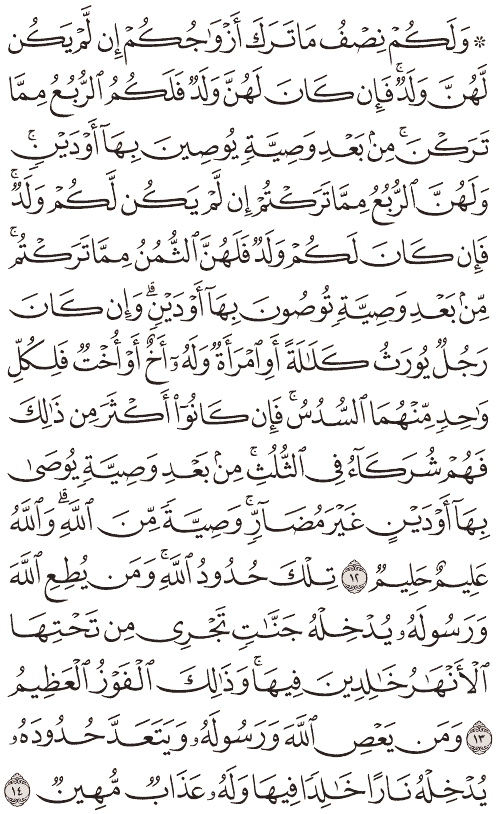 ۞ وَلَكُمْ نِصْفُ مَا تَرَكَ أَزْوَٰجُكُمْ إِن لَّمْ يَكُن
لَّهُنَّ وَلَدٌ ۚ فَإِن كَانَ لَهُنَّ وَلَدٌ فَلَكُمُ ٱلرُّبُعُ مِمَّا
تَرَكْنَ ۚ مِنۢ بَعْدِ وَصِيَّةٍ يُوصِينَ بِهَآ أَوْ دَيْنٍ ۚ
وَلَهُنَّ ٱلرُّبُعُ مِمَّا تَرَكْتُمْ إِن لَّمْ يَكُن لَّكُمْ وَلَدٌ ۚ
فَإِن كَانَ لَكُمْ وَلَدٌ فَلَهُنَّ ٱلثُّمُنُ مِمَّا تَرَكْتُم ۚ
مِّنۢ بَعْدِ وَصِيَّةٍ تُوصُونَ بِهَآ أَوْ دَيْنٍ ۗ وَإِن كَانَ
رَجُلٌ يُورَثُ كَلَٰلَةً أَوِ ٱمْرَأَةٌ وَلَهُۥٓ أَخٌ أَوْ أُخْتٌ فَلِكُلِّ
وَٰحِدٍ مِّنْهُمَا ٱلسُّدُسُ ۚ فَإِن كَانُوٓا۟ أَكْثَرَ مِن ذَٰلِكَ
فَهُمْ شُرَكَآءُ فِى ٱلثُّلُثِ ۚ مِنۢ بَعْدِ وَصِيَّةٍ يُوصَىٰ
بِهَآ أَوْ دَيْنٍ غَيْرَ مُضَآرٍّ ۚ وَصِيَّةً مِّنَ ٱللَّهِ ۗ وَٱللَّهُ
عَلِيمٌ حَلِيمٌ ١٢ تِلْكَ حُدُودُ ٱللَّهِ ۚ وَمَن يُطِعِ ٱللَّهَ
وَرَسُولَهُۥ يُدْخِلْهُ جَنَّٰتٍ تَجْرِى مِن تَحْتِهَا
ٱلْأَنْهَٰرُ خَٰلِدِينَ فِيهَا ۚ وَذَٰلِكَ ٱلْفَوْزُ ٱلْعَظِيمُ
١٣ وَمَن يَعْصِ ٱللَّهَ وَرَسُولَهُۥ وَيَتَعَدَّ حُدُودَهُۥ
يُدْخِلْهُ نَارًا خَٰلِدًا فِيهَا وَلَهُۥ عَذَابٌ مُّهِينٌ ١٤